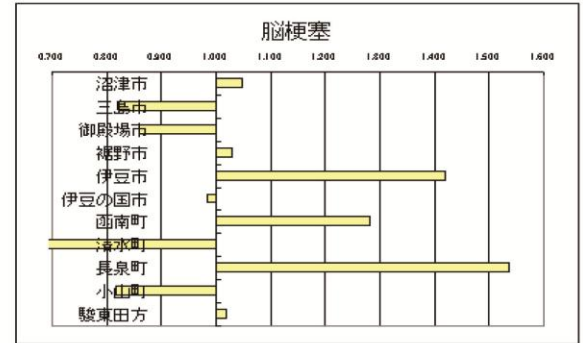 脳梗塞
0.700 0.800 0.900 1.000 1.100 1.200 1.300 1.400 1.500 1.600
沼津市
三島市
御殿場市
裾野市
伊豆市
伊豆の国市
函南町
清水町
長泉町
小山町
駿東田方